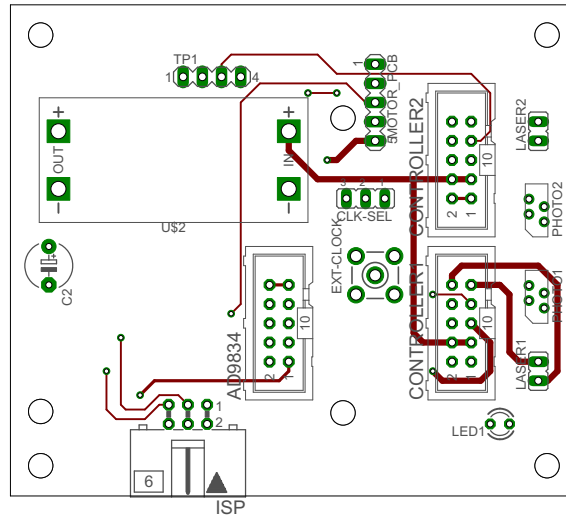 TP1
1
4
1
MOTOR_PCB
5
+
+
OUT
IN
-
-
U$2
3
2
1
CLK-SEL
CONTROLLER2
10
2
1
LASER2
PHOTO2
C2
+
EXT-CLOCK
AD9834
10
2
1
CONTROLLER1
10
2
1
PHOTO1
LASER1
LED1
1
2
6
ISP